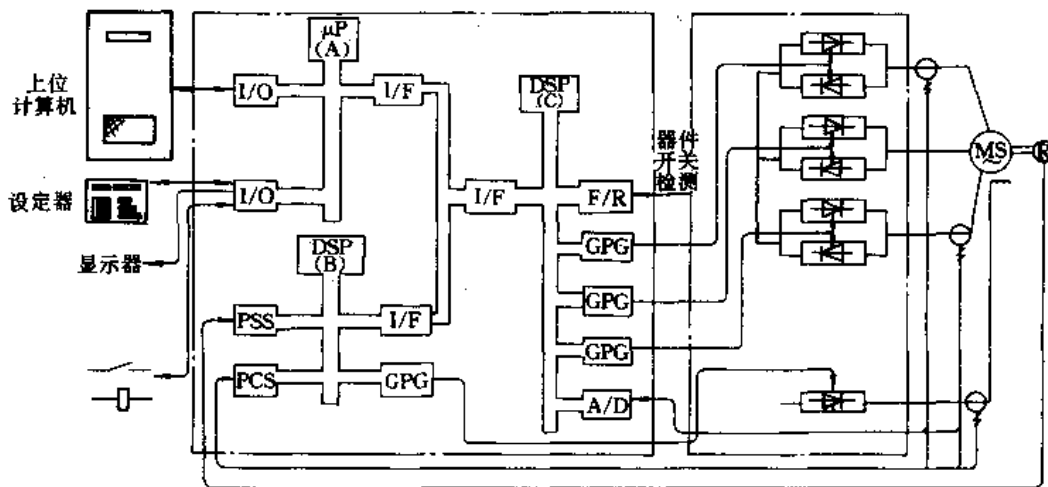 上位
计算机
设定器
显示器
μP
(A)
I/O
I/F
I/O
DSP
(B)
PSS
I/F
PCS
GPG
DSP
(C)
I/F
F/R
GPG
GPG
GPG
A/D
器件
开关
检测
MS
R